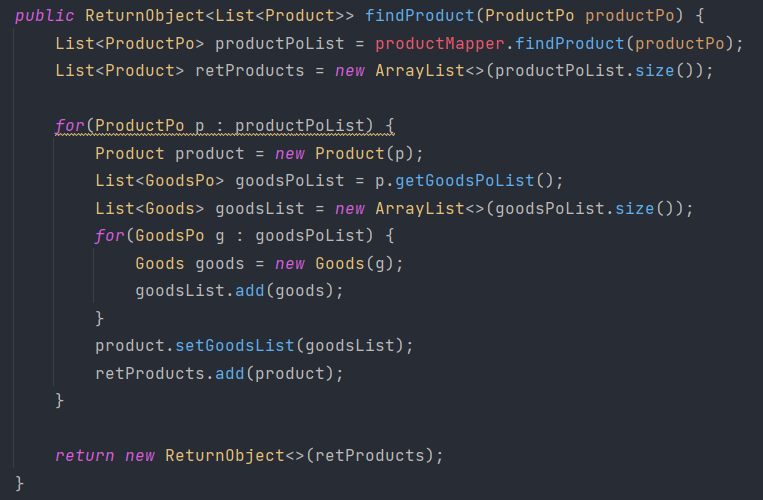 public ReturnObject<List<Product>> findProduct(ProductPo productPo) {
    List<ProductPo> productPoList = productMapper.findProduct(productPo);
    List<Product> retProducts = new ArrayList<>(productPoList.size());

    for(ProductPo p : productPoList) {
        Product product = new Product(p);
        List<GoodsPo> goodsPoList = p.getGoodsPoList();
        List<Goods> goodsList = new ArrayList<>(goodsPoList.size());
        for(GoodsPo g : goodsPoList) {
            Goods goods = new Goods(g);
            goodsList.add(goods);
        }
        product.setGoodsList(goodsList);
        retProducts.add(product);
    }

    return new ReturnObject<>(retProducts);
}